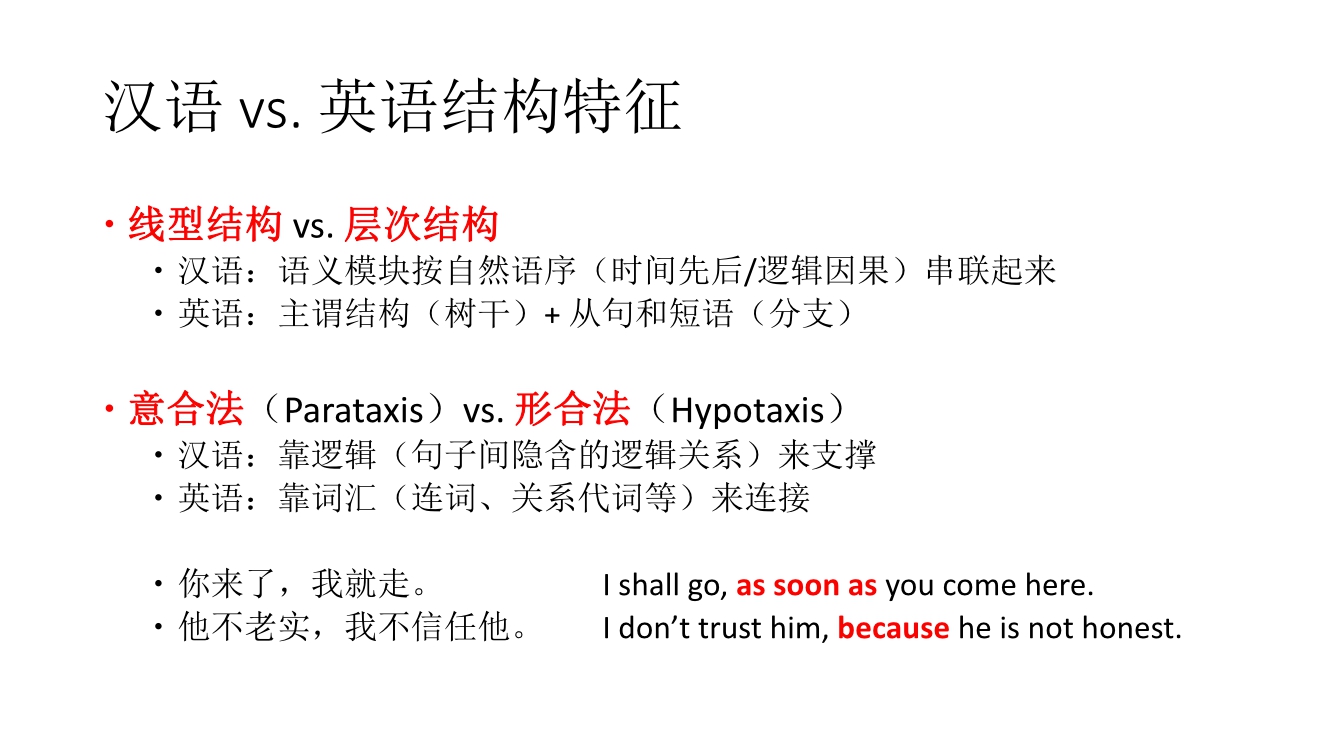 汉语 vs. 英语结构特征
• 线型结构 vs. 层次结构
• 汉语：语义模块按自然语序（时间先后/逻辑因果）串联起来
• 英语：主谓结构（树干）+ 从句和短语（分支）
• 意合法（Parataxis）vs. 形合法（Hypotaxis）
• 汉语：靠逻辑（句子间隐含的逻辑关系）来支撑
• 英语：靠词汇（连词、关系代词等）来连接
• 你来了，我就走。 I shall go, as soon as you come here.
• 他不老实，我不信任他。 I don’t trust him, because he is not honest.